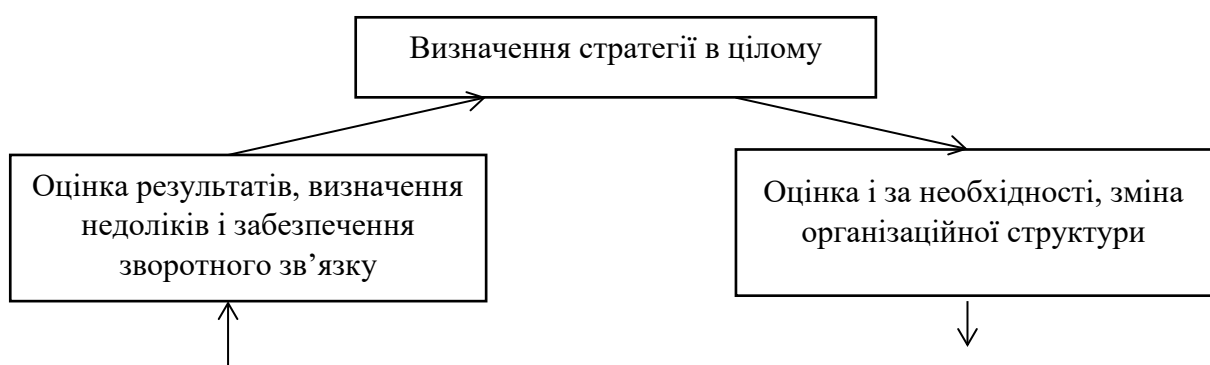 Визначення стратегії в цілому
Оцінка результатів, визначення
недоліків і забезпечення
зворотного зв’язку
Оцінка і за необхідності, зміна
організаційної структури